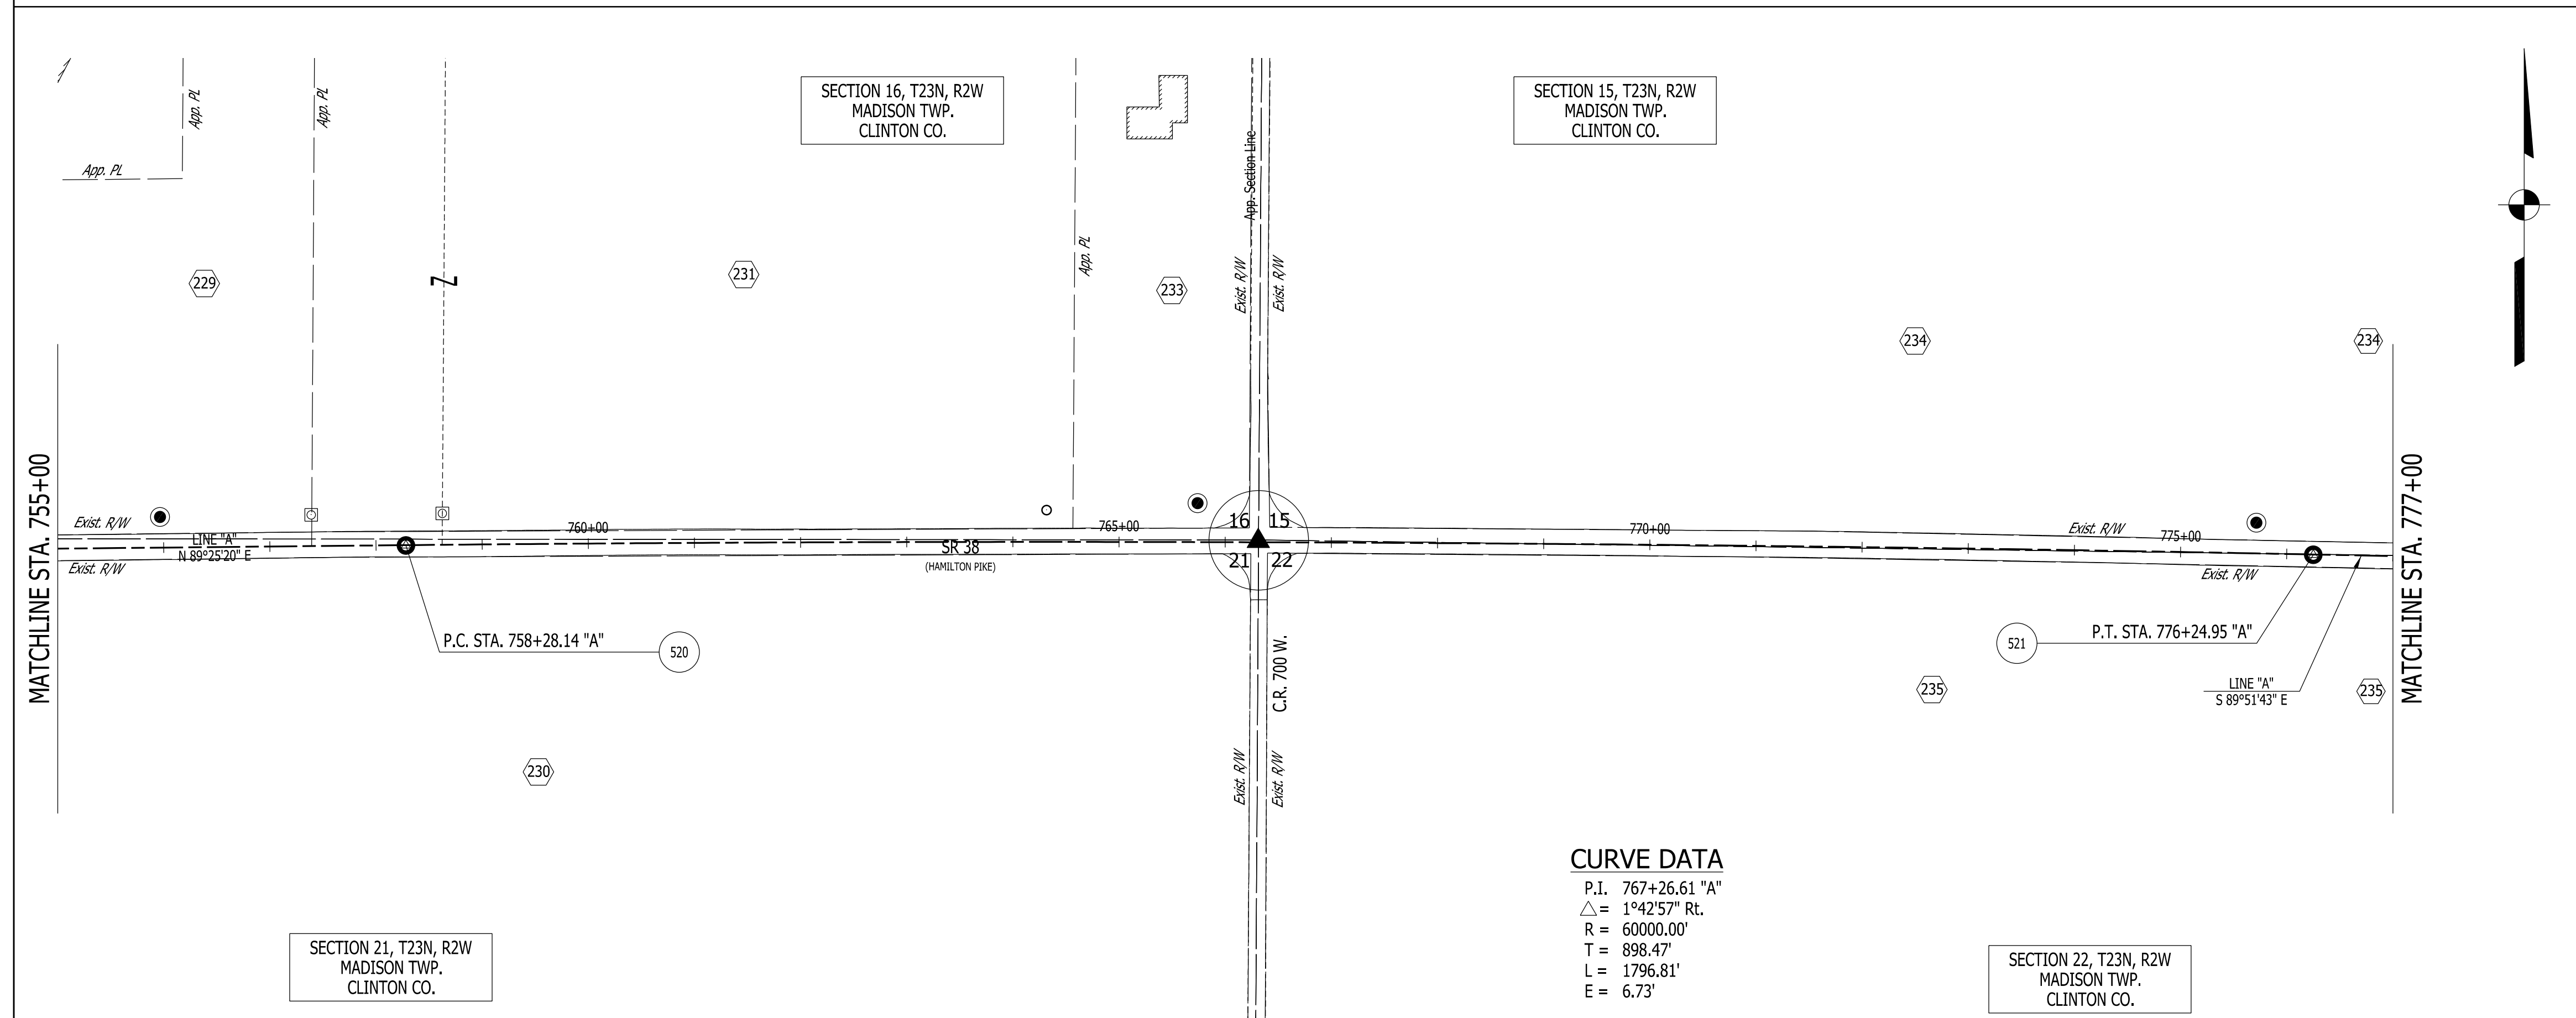 App. PL
App. PL
App. PL
SECTION 16, T23N, R2W
MADISON TWP.
CLINTON CO.
App. Section Line
SECTION 15, T23N, R2W
MADISON TWP.
CLINTON CO.
229
Z
231
App. PL
233
Exist. R/W
Exist. R/W
234
234
MATCHLINE STA. 755+00
Exist. R/W
LINE "A"
N 89°25'20" E
Exist. R/W
760+00
SR 38
(HAMILTON PIKE)
765+00
16 15
21 22
770+00
Exist. R/W
775+00
Exist. R/W
MATCHLINE STA. 777+00
P.C. STA. 758+28.14 "A"
520
C.R. 700 W.
521
P.T. STA. 776+24.95 "A"
LINE "A"
S 89°51'43" E
235
235
230
Exist. R/W
Exist. R/W
CURVE DATA
P.I. 767+26.61 "A"
△ = 1°42'57" Rt.
R = 60000.00'
T = 898.47'
L = 1796.81'
E = 6.73'
SECTION 21, T23N, R2W
MADISON TWP.
CLINTON CO.
SECTION 22, T23N, R2W
MADISON TWP.
CLINTON CO.